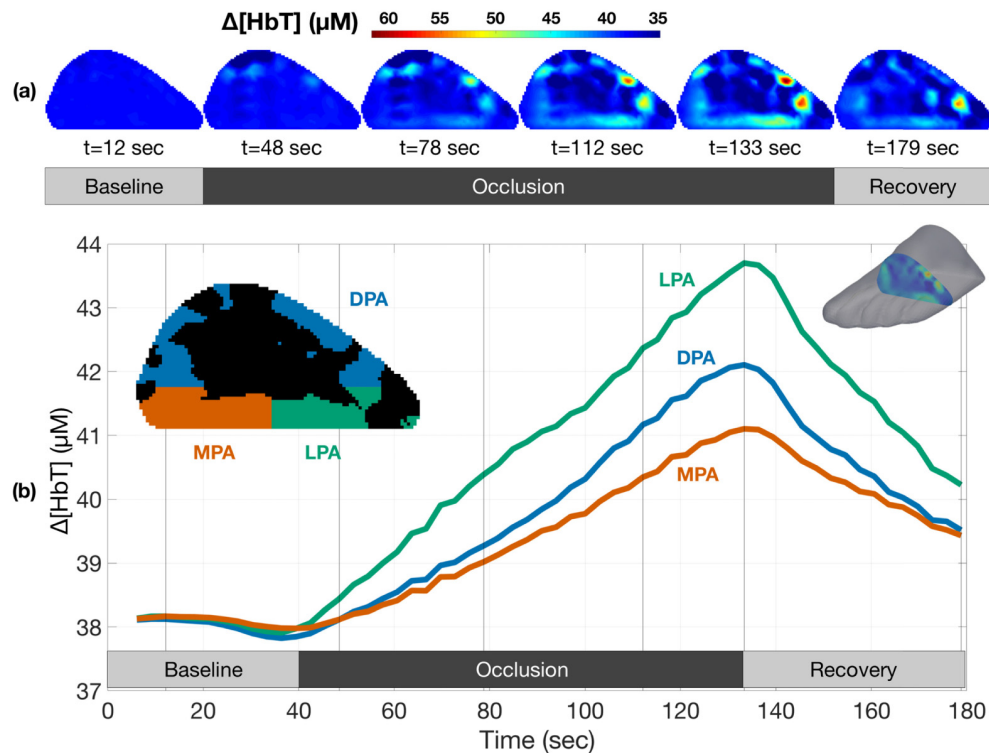 Δ[HbT] (μM)
60 55 50 45 40 35
(a)
t=12 sec t=48 sec t=78 sec t=112 sec t=133 sec t=179 sec
Baseline Occlusion Recovery
(b)
Δ[HbT] (μM)
44
43
42
41
40
39
38
37
DPA
MPA LPA
LPA
DPA
MPA
Baseline Occlusion Recovery
0 20 40 60 80 100 120 140 160 180
Time (sec)